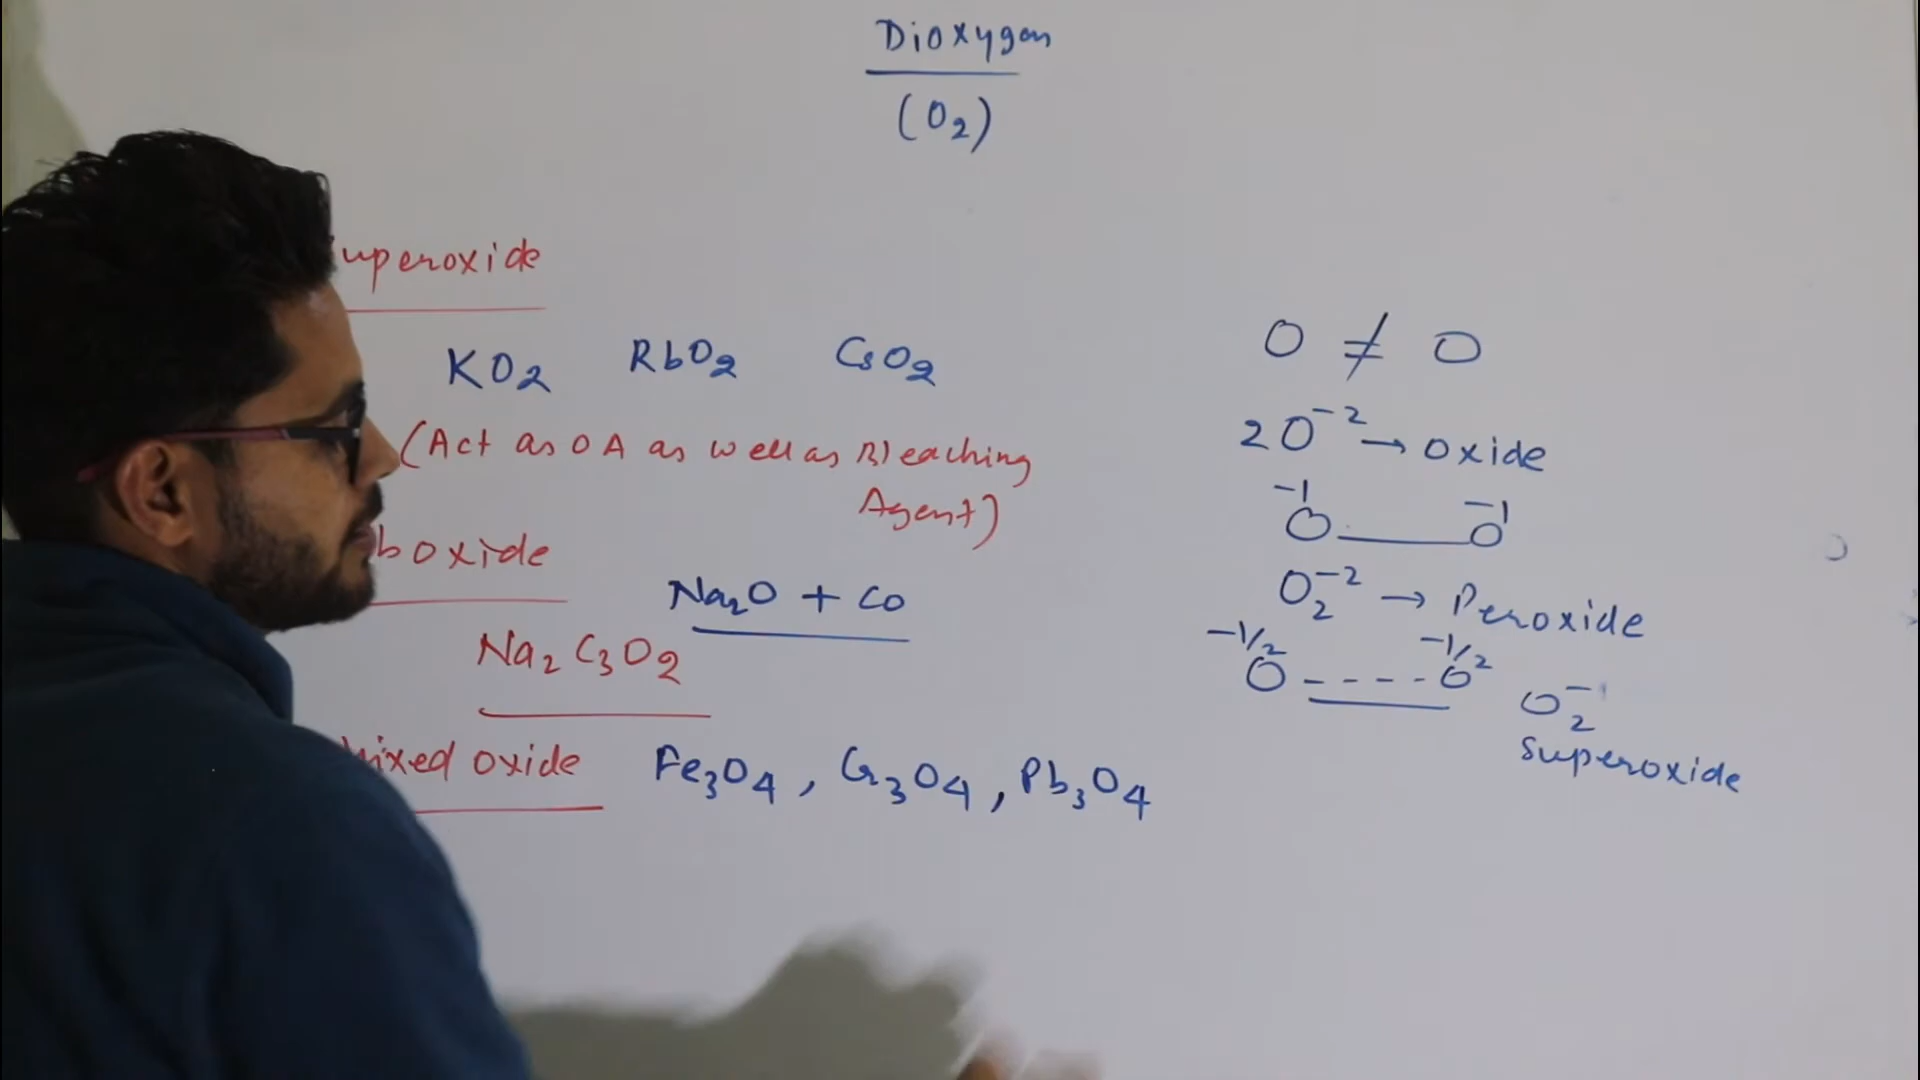 Dioxygen
(O2)
uperoxide
KO2 RbO2 CsO2
(Act as OA as well as Bleaching
Agent)
boxide
Na2O + CO
Na2C3O2
mixed oxide Fe3O4, Cr3O4, Pb3O4
O ≠ O
2O^-2 → Oxide
-1 -1
O — O
O2^-2 → Peroxide
-1/2 -1/2
O ---- O
O2^-
Superoxide